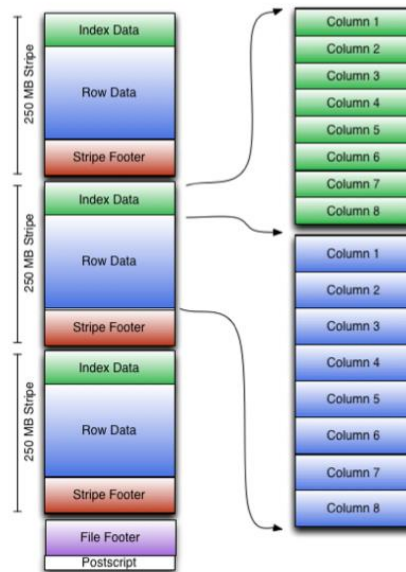 250 MB Stripe
Index Data
Row Data
Stripe Footer
250 MB Stripe
Index Data
Row Data
Stripe Footer
250 MB Stripe
Index Data
Row Data
Stripe Footer
File Footer
Postscript
Column 1
Column 2
Column 3
Column 4
Column 5
Column 6
Column 7
Column 8
Column 1
Column 2
Column 3
Column 4
Column 5
Column 6
Column 7
Column 8